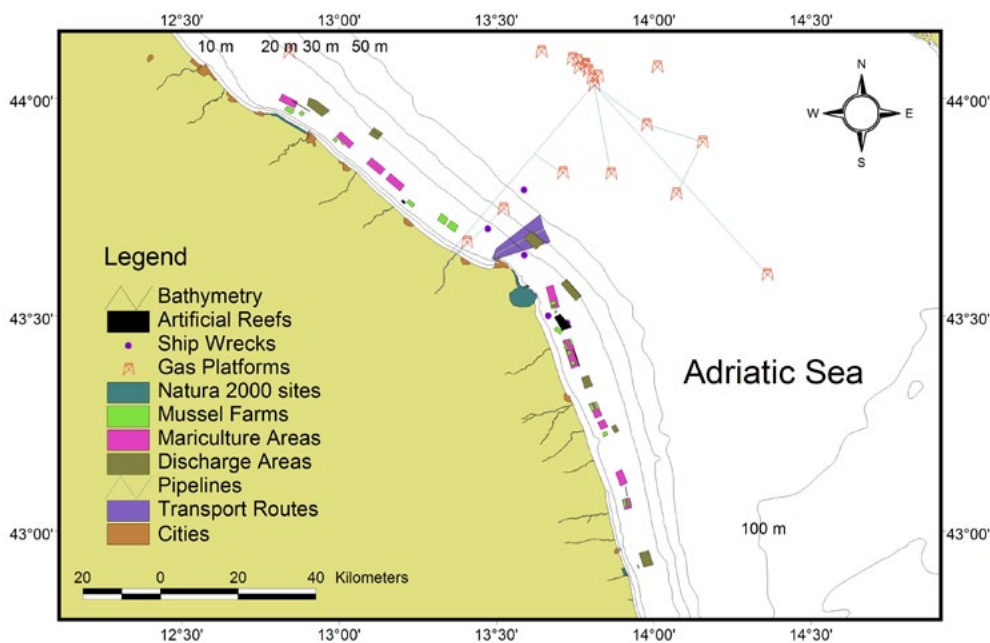 12°30' 13°00' 13°30' 14°00' 14°30'
10 m 20 m 30 m 50 m
N
44°00' W E 44°00'
S
Legend
Bathymetry
Artificial Reefs
43°30' 43°30'
Ship Wrecks
Gas Platforms
Adriatic Sea
Natura 2000 sites
Mussel Farms
Mariculture Areas
Discharge Areas
Pipelines
Transport Routes
100 m
Cities
43°00' 43°00'
20 0 20 40 Kilometers
12°30' 13°00' 13°30' 14°00' 14°30'